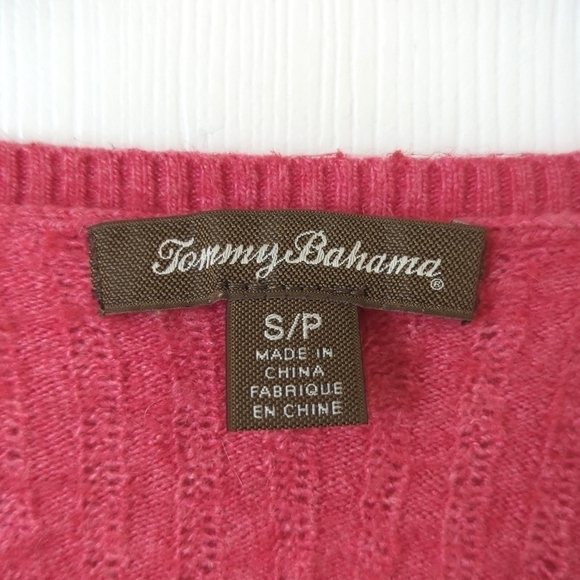 Tommy Bahama®
S/P
MADE IN
CHINA
FABRIQUE
EN CHINE